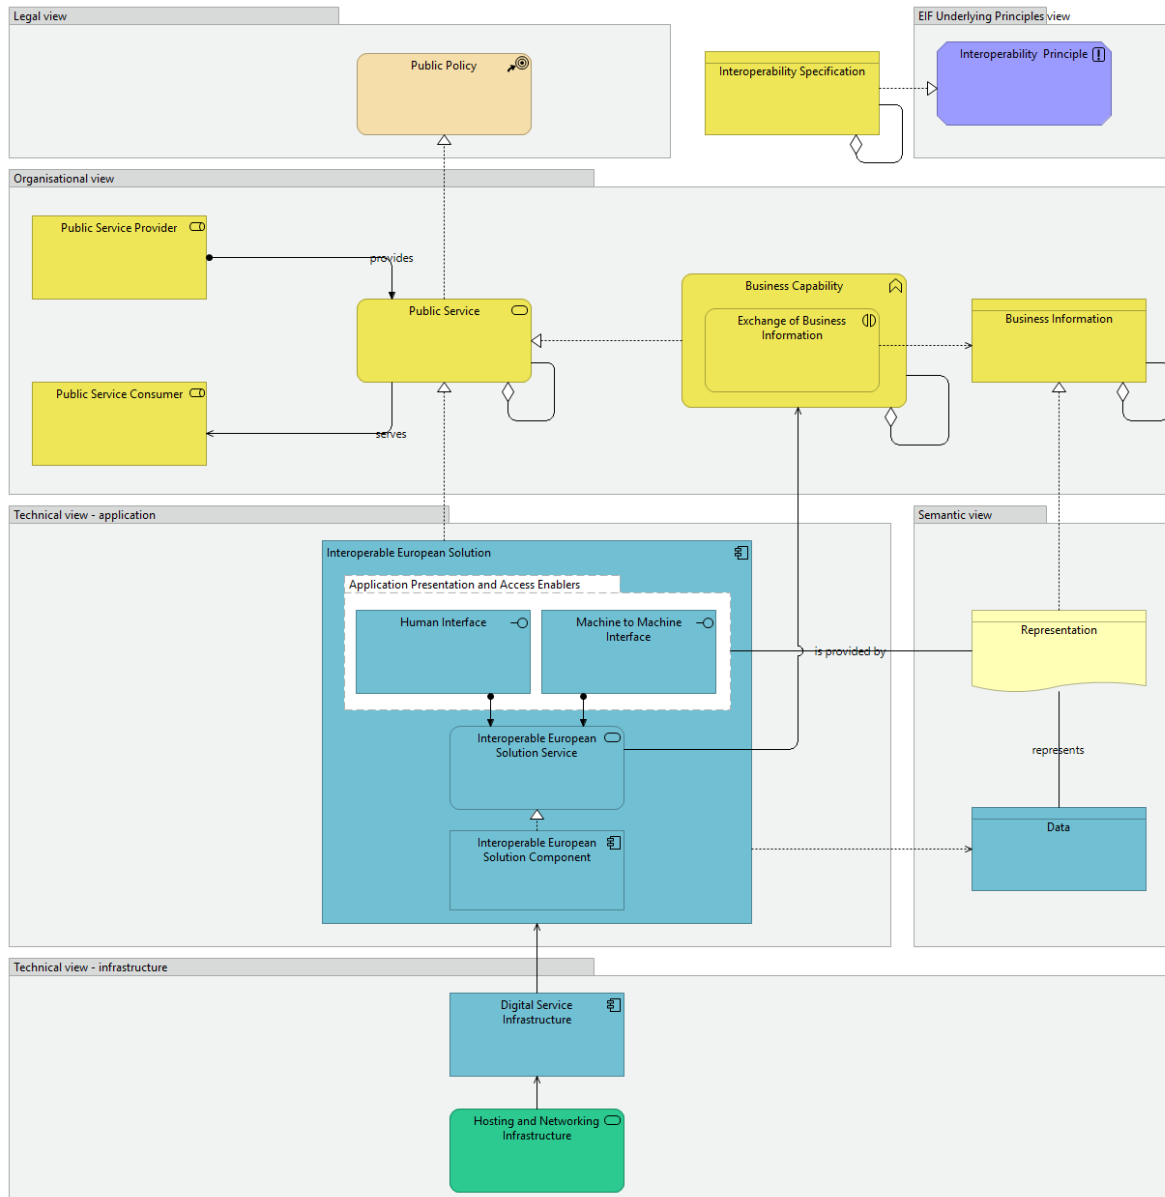 Legal view
EIF Underlying Principles view
Public Policy
Interoperability Specification
Interoperability Principle
Organisational view
Public Service Provider
provides
Public Service
Business Capability
Exchange of Business
Information
Business Information
Public Service Consumer
serves
Technical view - application
Semantic view
Interoperable European Solution
Application Presentation and Access Enablers
Human Interface
Machine to Machine
Interface
Representation
is provided by
Interoperable European
Solution Service
represents
Data
Interoperable European
Solution Component
Technical view - infrastructure
Digital Service
Infrastructure
Hosting and Networking
Infrastructure